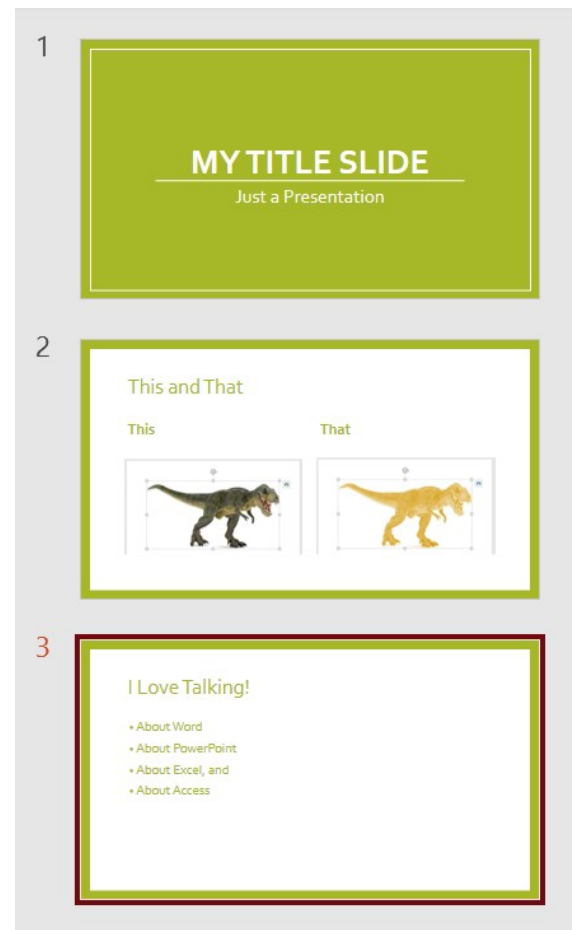 1
MY TITLE SLIDE
Just a Presentation
2
This and That
This That
3
I Love Talking!
• About Word
• About PowerPoint
• About Excel, and
• About Access